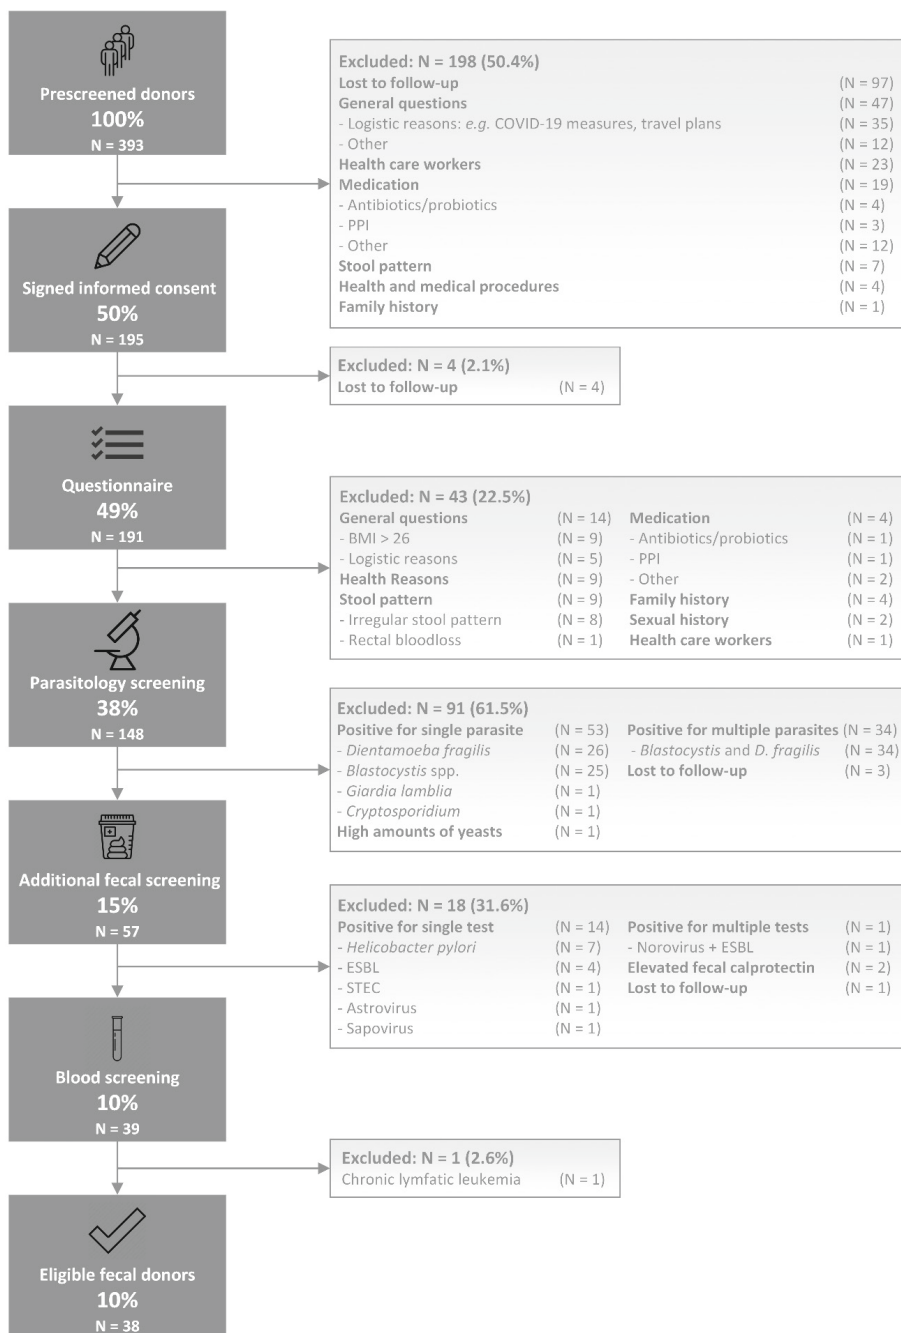 Prescreened donors
100%
N = 393
Excluded: N = 198 (50.4%)
Lost to follow-up (N = 97)
General questions (N = 47)
- Logistic reasons: e.g. COVID-19 measures, travel plans (N = 35)
- Other (N = 12)
Health care workers (N = 23)
Medication (N = 19)
- Antibiotics/probiotics (N = 4)
- PPI (N = 3)
- Other (N = 12)
Stool pattern (N = 7)
Health and medical procedures (N = 4)
Family history (N = 1)
Signed informed consent
50%
N = 195
Excluded: N = 4 (2.1%)
Lost to follow-up (N = 4)
Questionnaire
49%
N = 191
Excluded: N = 43 (22.5%)
General questions (N = 14) Medication (N = 4)
- BMI > 26 (N = 9) - Antibiotics/probiotics (N = 1)
- Logistic reasons (N = 5) - PPI (N = 1)
Health Reasons (N = 9) - Other (N = 2)
Stool pattern (N = 9) Family history (N = 4)
- Irregular stool pattern (N = 8) Sexual history (N = 2)
- Rectal bloodloss (N = 1) Health care workers (N = 1)
Parasitology screening
38%
N = 148
Excluded: N = 91 (61.5%)
Positive for single parasite (N = 53) Positive for multiple parasites (N = 34)
- Dientamoeba fragilis (N = 26) - Blastocystis and D. fragilis (N = 34)
- Blastocystis spp. (N = 25) Lost to follow-up (N = 3)
- Giardia lamblia (N = 1)
- Cryptosporidium (N = 1)
High amounts of yeasts (N = 1)
Additional fecal screening
15%
N = 57
Excluded: N = 18 (31.6%)
Positive for single test (N = 14) Positive for multiple tests (N = 1)
- Helicobacter pylori (N = 7) - Norovirus + ESBL (N = 1)
- ESBL (N = 4) Elevated fecal calprotectin (N = 2)
- STEC (N = 1) Lost to follow-up (N = 1)
- Astrovirus (N = 1)
- Sapovirus (N = 1)
Blood screening
10%
N = 39
Excluded: N = 1 (2.6%)
Chronic lymfatic leukemia (N = 1)
Eligible fecal donors
10%
N = 38